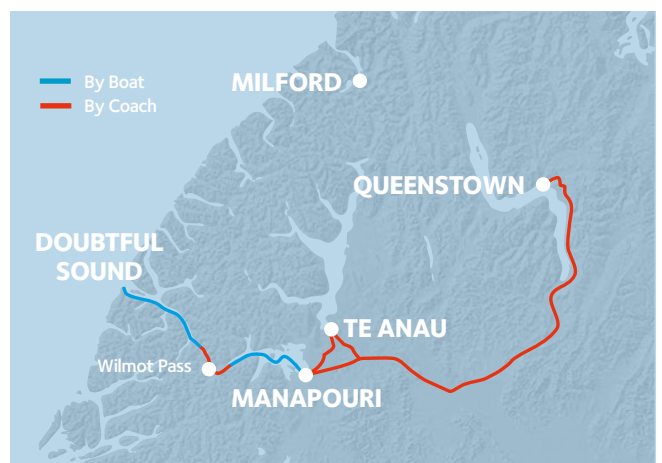 By Boat
By Coach
MILFORD
QUEENSTOWN
DOUBTFUL
SOUND
TE ANAU
Wilmot Pass
MANAPOURI